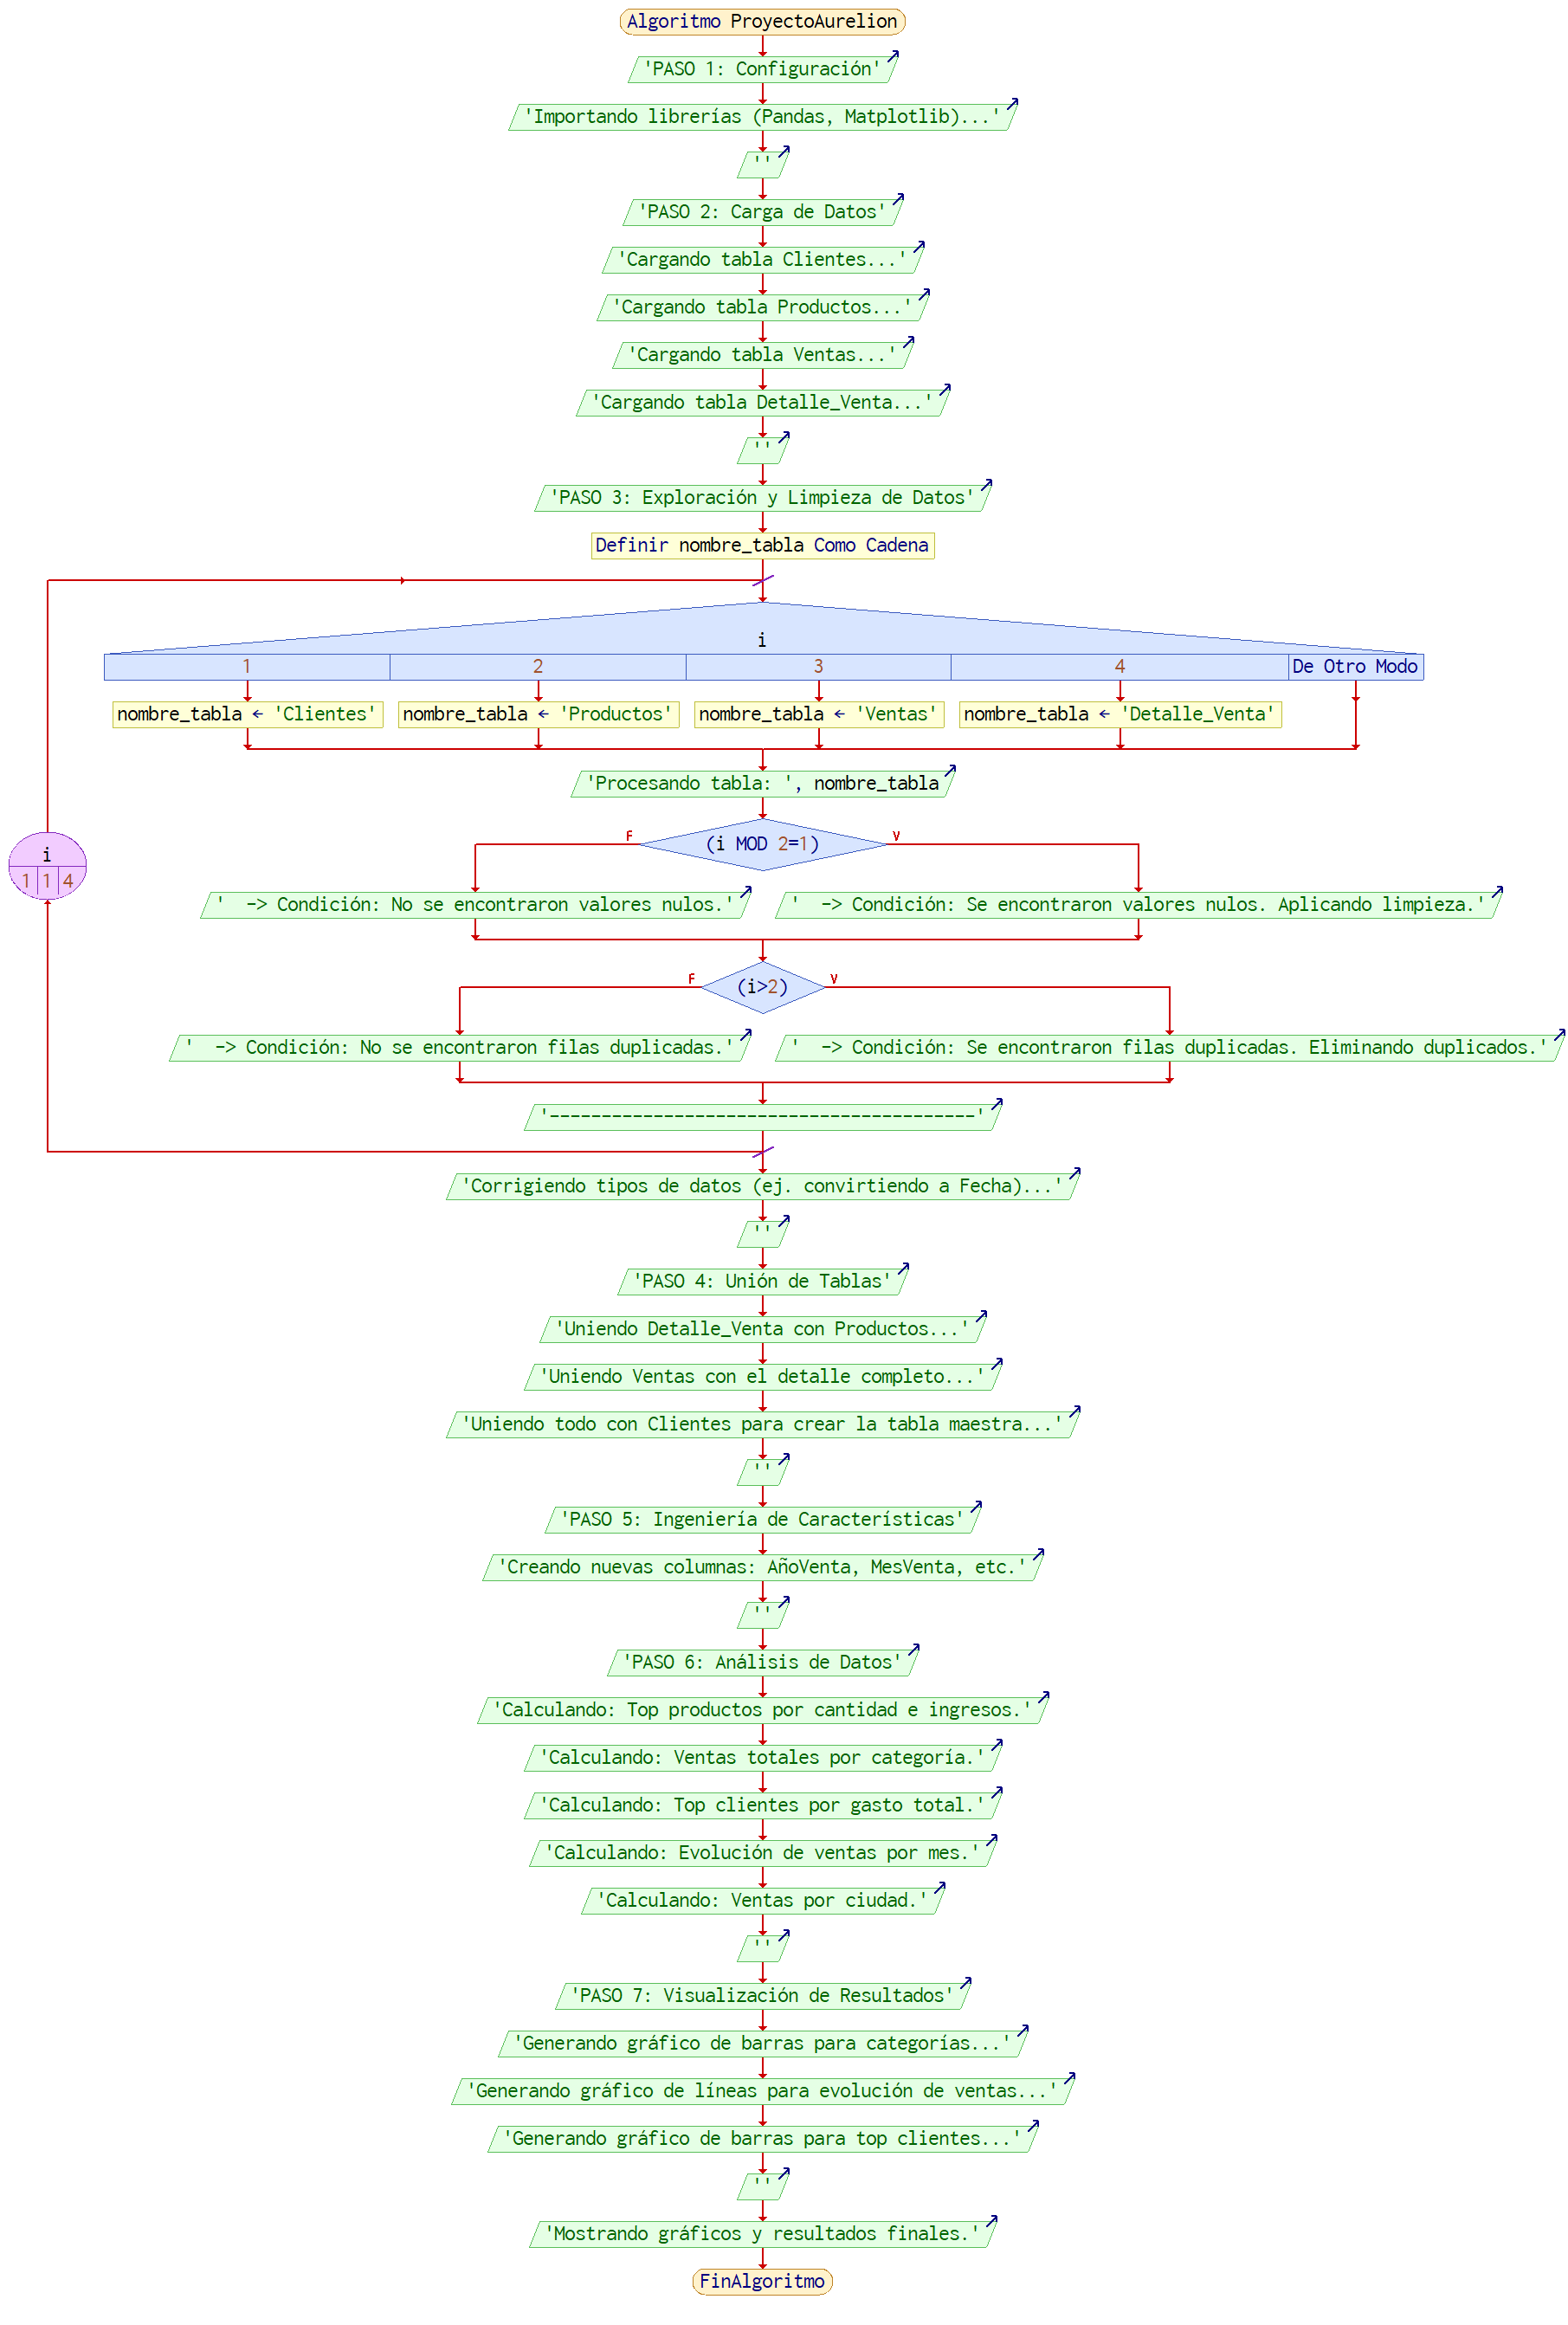 Algoritmo ProyectoAurelion
'PASO 1: Configuración'
'Importando librerías (Pandas, Matplotlib)...'
''
'PASO 2: Carga de Datos'
'Cargando tabla Clientes...'
'Cargando tabla Productos...'
'Cargando tabla Ventas...'
'Cargando tabla Detalle_Venta...'
''
'PASO 3: Exploración y Limpieza de Datos'
Definir nombre_tabla Como Cadena
i
1 2 3 4 De Otro Modo
nombre_tabla ← 'Clientes' nombre_tabla ← 'Productos' nombre_tabla ← 'Ventas' nombre_tabla ← 'Detalle_Venta'
'Procesando tabla: ', nombre_tabla
F (i MOD 2=1) V
i
1 1 4
'  -> Condición: No se encontraron valores nulos.' '  -> Condición: Se encontraron valores nulos. Aplicando limpieza.'
F (i>2) V
'  -> Condición: No se encontraron filas duplicadas.' '  -> Condición: Se encontraron filas duplicadas. Eliminando duplicados.'
'-----------------------------------------'
'Corrigiendo tipos de datos (ej. convirtiendo a Fecha)...'
''
'PASO 4: Unión de Tablas'
'Uniendo Detalle_Venta con Productos...'
'Uniendo Ventas con el detalle completo...'
'Uniendo todo con Clientes para crear la tabla maestra...'
''
'PASO 5: Ingeniería de Características'
'Creando nuevas columnas: AñoVenta, MesVenta, etc.'
''
'PASO 6: Análisis de Datos'
'Calculando: Top productos por cantidad e ingresos.'
'Calculando: Ventas totales por categoría.'
'Calculando: Top clientes por gasto total.'
'Calculando: Evolución de ventas por mes.'
'Calculando: Ventas por ciudad.'
''
'PASO 7: Visualización de Resultados'
'Generando gráfico de barras para categorías...'
'Generando gráfico de líneas para evolución de ventas...'
'Generando gráfico de barras para top clientes...'
''
'Mostrando gráficos y resultados finales.'
FinAlgoritmo